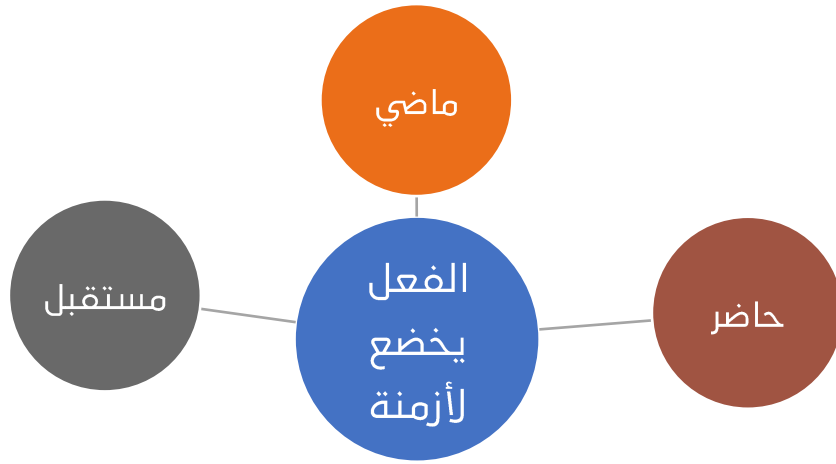 ماضي
حاضر
مستقبل
الفعل
يخضع
لأزمنة